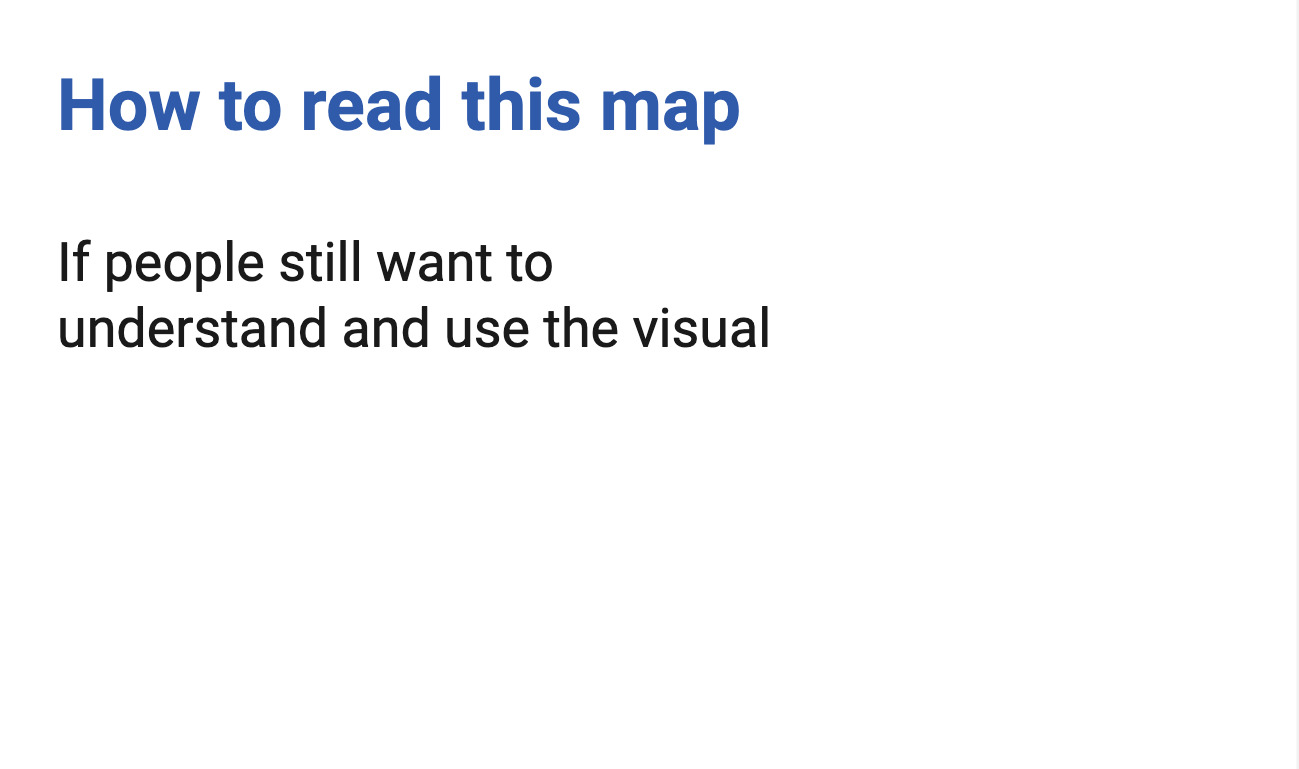 How to read this map
If people still want to
understand and use the visual